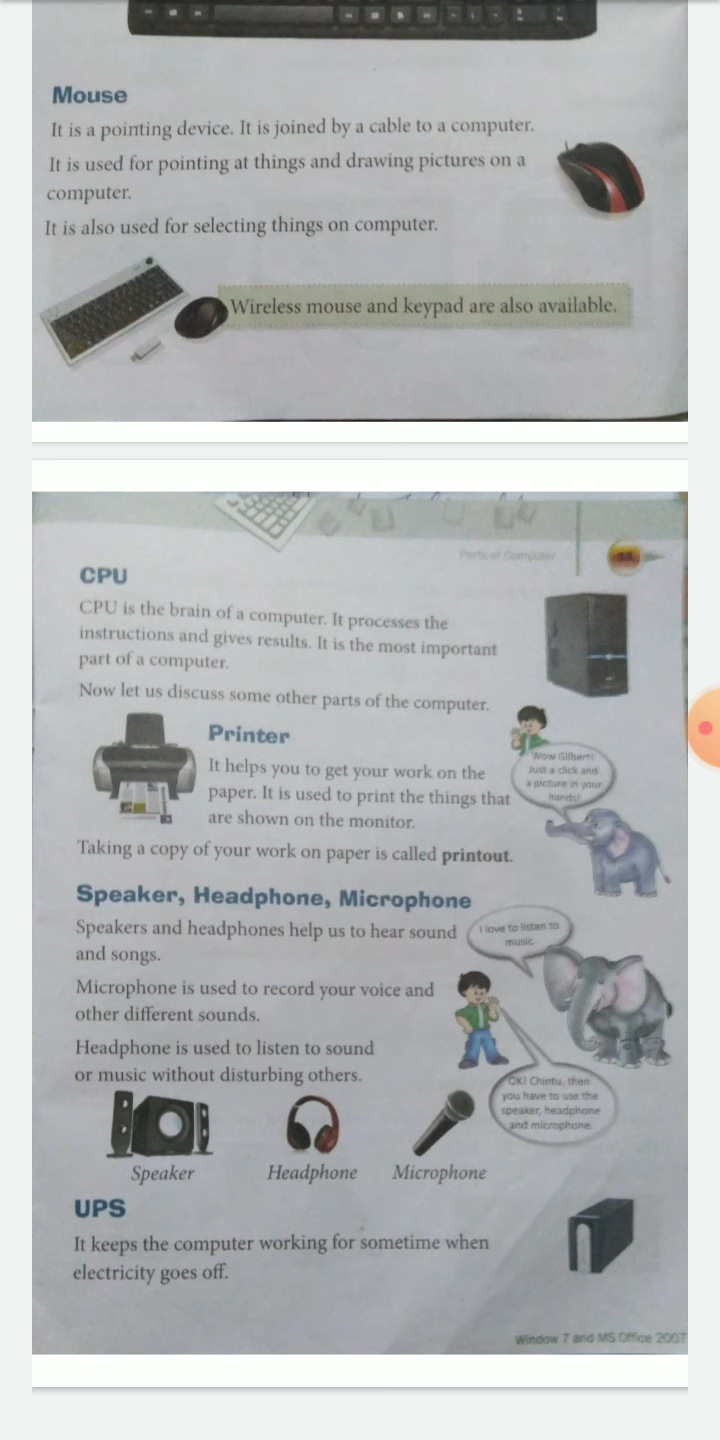 Mouse
It is a pointing device. It is joined by a cable to a computer.
It is used for pointing at things and drawing pictures on a
computer.
It is also used for selecting things on computer.
Wireless mouse and keypad are also available.
Parts of Computer
CPU
CPU is the brain of a computer. It processes the
instructions and gives results. It is the most important
part of a computer.
Now let us discuss some other parts of the computer.
Printer
It helps you to get your work on the
paper. It is used to print the things that
are shown on the monitor.
Wow Gilbert!
Just a click and
a picture in your
hands!
Taking a copy of your work on paper is called printout.
Speaker, Headphone, Microphone
Speakers and headphones help us to hear sound
and songs.
I love to listen to
music.
Microphone is used to record your voice and
other different sounds.
Headphone is used to listen to sound
or music without disturbing others.
OK! Chintu, then
you have to use the
speaker, headphone
and microphone.
Speaker Headphone Microphone
UPS
It keeps the computer working for sometime when
electricity goes off.
Window 7 and MS Office 2007